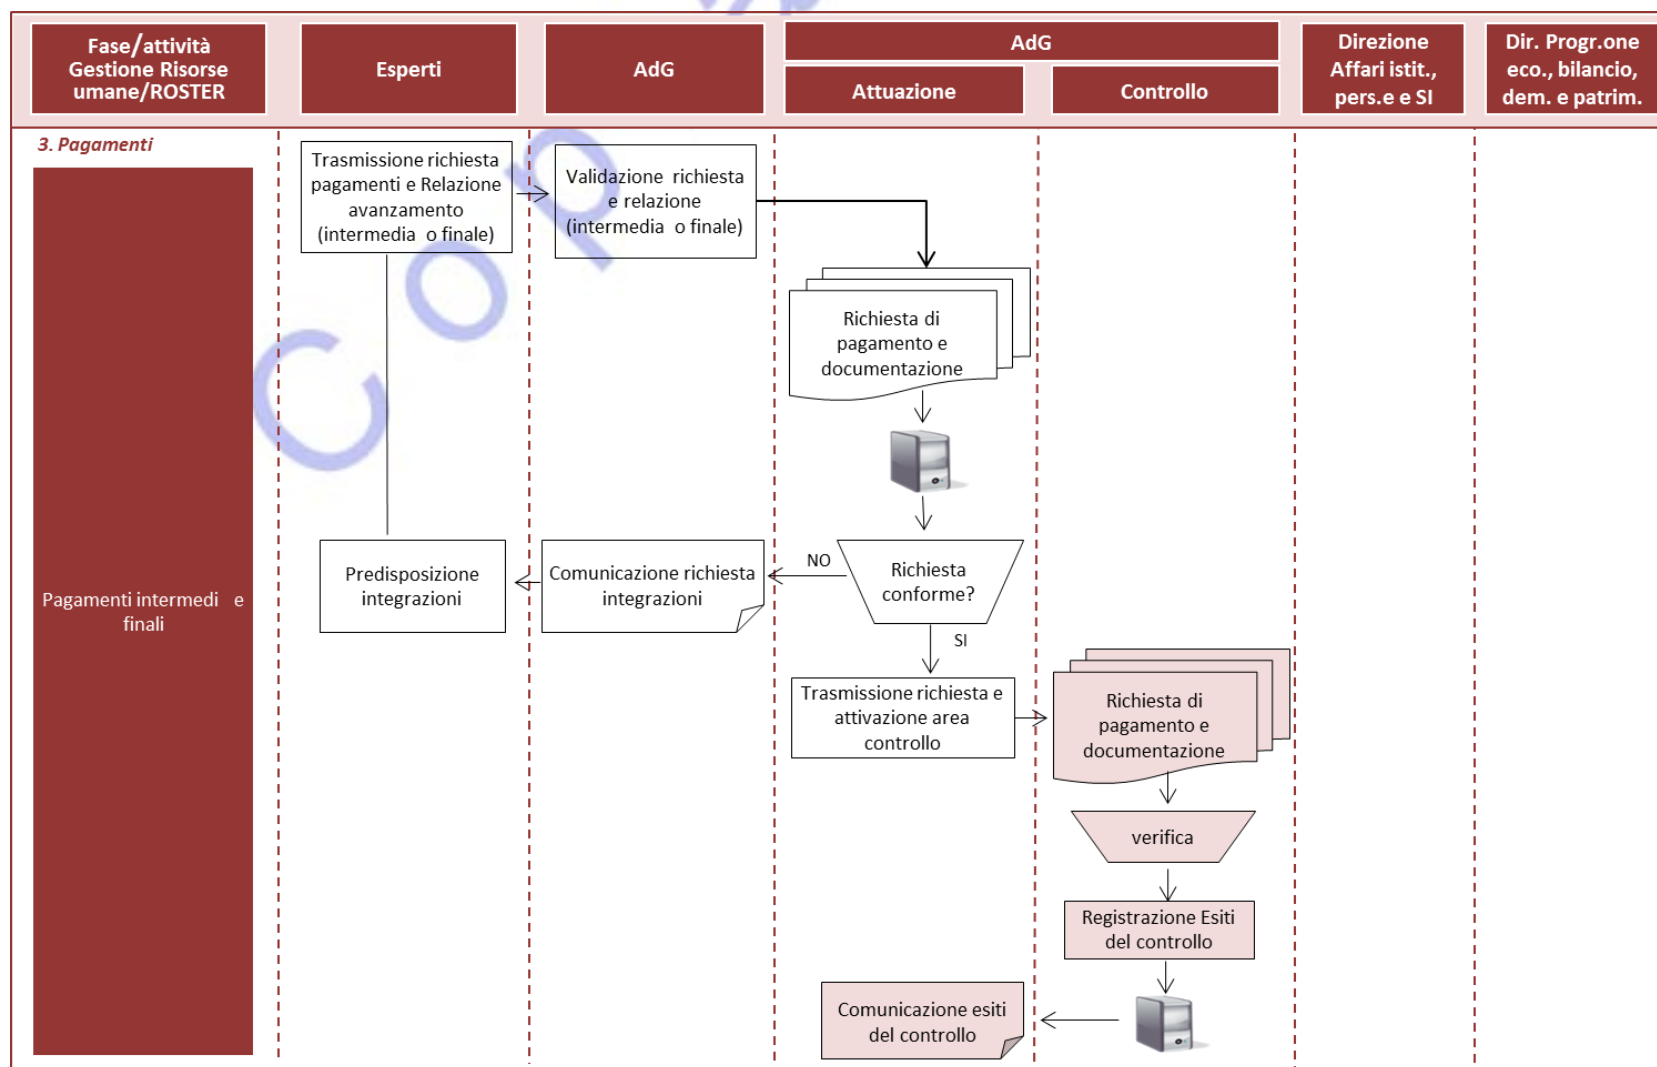 Fase/attività
Gestione Risorse
umane/ROSTER
Esperti
AdG
AdG
Attuazione
Controllo
Direzione
Affari istit.,
pers.e e SI
Dir. Progr.one
eco., bilancio,
dem. e patrim.
3. Pagamenti
Pagamenti intermedi e
finali
Trasmissione richiesta
pagamenti e Relazione
avanzamento
(intermedia o finale)
Validazione richiesta
e relazione
(intermedia o finale)
Richiesta di
pagamento e
documentazione
Richiesta
conforme?
NO
Comunicazione richiesta
integrazioni
Predisposizione
integrazioni
SI
Trasmissione richiesta e
attivazione area
controllo
Richiesta di
pagamento e
documentazione
verifica
Registrazione Esiti
del controllo
Comunicazione esiti
del controllo
Cop